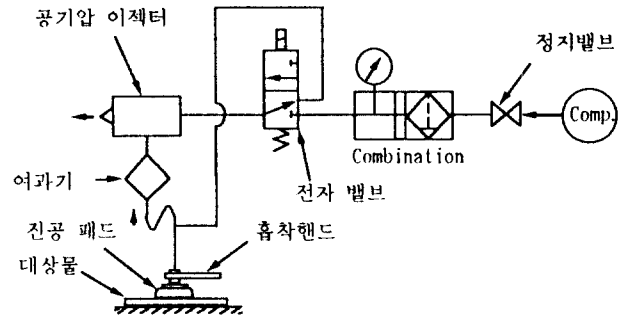 공기압 이젝터
정지밸브
Comp.
Combination
여과기
전자 밸브
진공 패드
흡착핸드
대상물